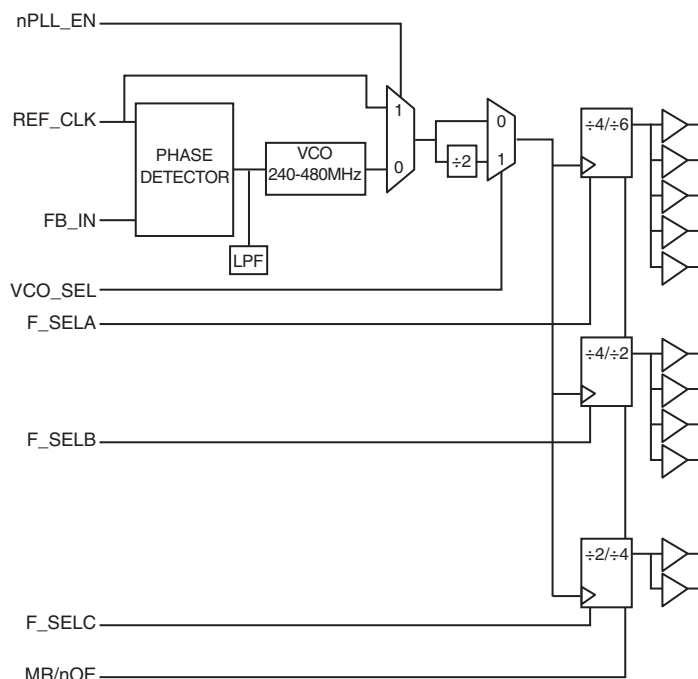 nPLL_EN
REF_CLK
PHASE
DETECTOR
VCO
240-480MHz
1
0
÷2
0
1
÷4/÷6
FB_IN
LPF
VCO_SEL
F_SELA
÷4/÷2
F_SELB
÷2/÷4
F_SELC
MR/nOE